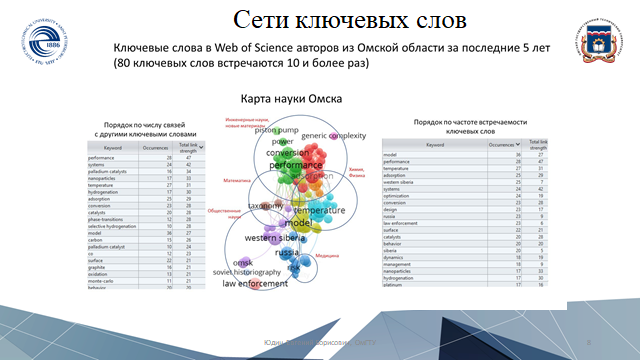 Сети ключевых слов
1886
Ключевые слова в Web of Science авторов из Омской области за последние 5 лет
(80 ключевых слов встречаются 10 и более раз)
Карта науки Омска
Порядок по числу связей
с другими ключевыми словами
Keyword Occurrences Total link strength
performance 28 47
systems 24 42
palladium catalysts 16 34
nanoparticles 17 33
temperature 27 31
hydrogenation 17 30
adsorption 25 29
conversion 23 28
catalysts 20 28
phase-transitions 12 28
selective hydrogenation 10 28
model 36 27
carbon 15 26
palladium catalyst 10 24
co 12 23
surface 22 21
graphite 16 21
oxidation 13 21
monte-carlo 11 21
behavior 20 20
Инженерные науки,
новые материалы
piston pump
generic complexity
power
conversion
performance
adsorption
Химия,
Физика
Математика
taxonomy
temperature
Общественные
науки
model
western siberia
russia
Медицина
omsk
risk
soviet historiography
law enforcement
Порядок по частоте встречаемости
ключевых слов
Keyword Occurrences Total link strength
model 36 27
performance 28 47
temperature 27 31
adsorption 25 29
western siberia 25 7
systems 24 42
optimization 24 19
conversion 23 28
design 23 17
russia 23 9
law enforcement 23 8
surface 22 21
catalysts 20 28
behavior 20 20
siberia 20 5
dynamics 18 19
management 18 9
nanoparticles 17 33
hydrogenation 17 30
platinum 17 16
8